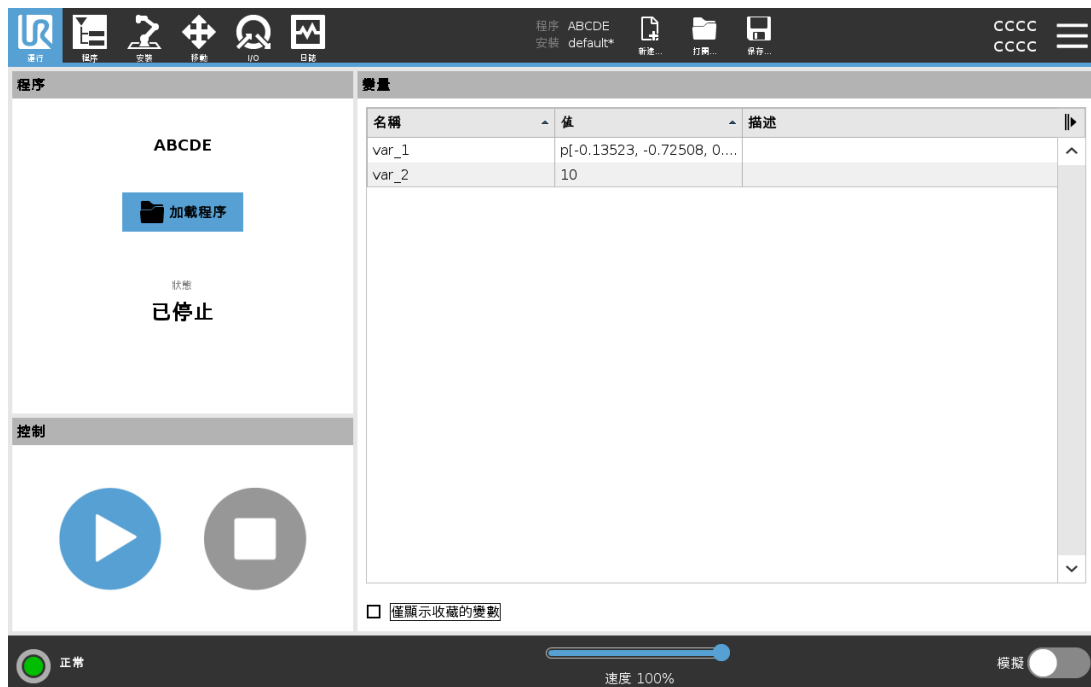 UR
運行
程序
安裝
移動
I/O
日誌
程序 ABCDE
安裝 default*
新建...
打開...
保存...
CCCC
CCCC
程序
ABCDE
加載程序
狀態
已停止
控制
變量
名稱 值 描述
var_1 p[-0.13523, -0.72508, 0....
var_2 10
僅顯示收藏的變數
正常
速度 100%
模擬